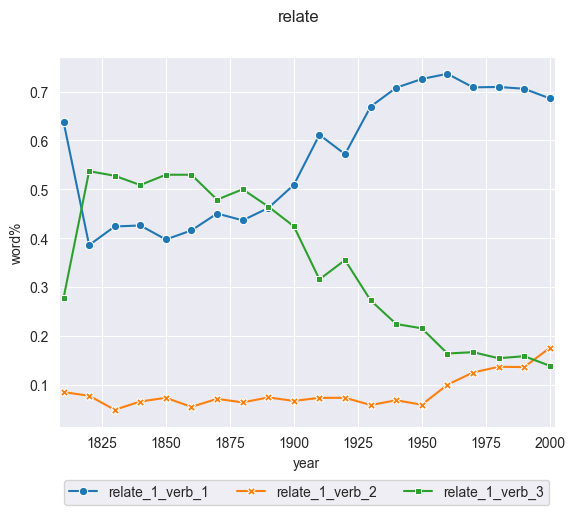 relate
0.7
0.6
0.5
0.4
0.3
0.2
0.1
word%
1825 1850 1875 1900 1925 1950 1975 2000
year
relate_1_verb_1 relate_1_verb_2 relate_1_verb_3